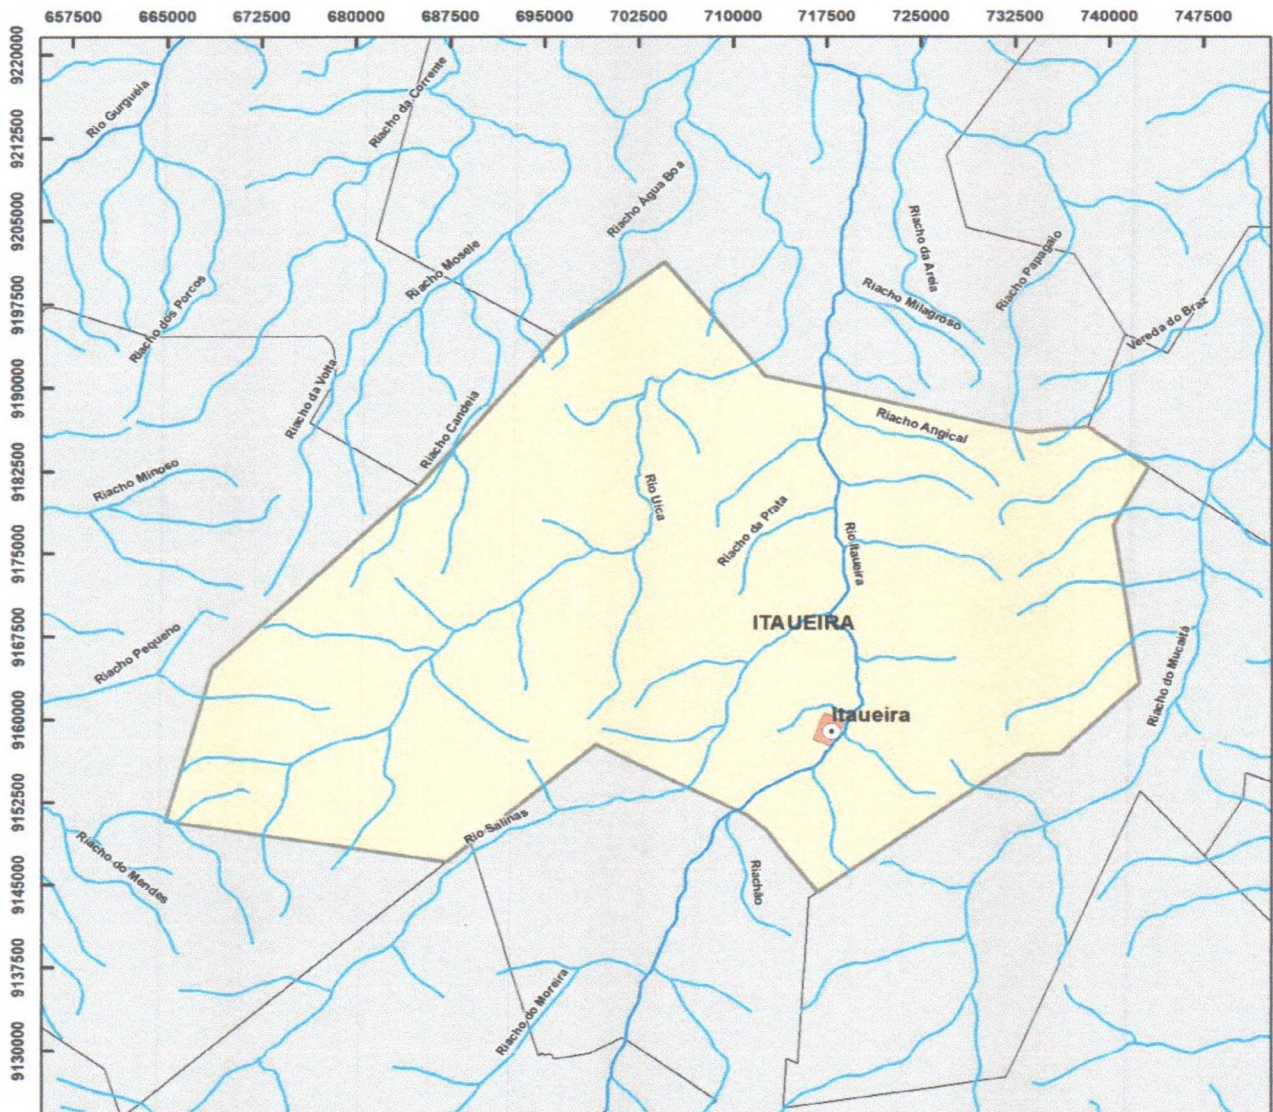 657500 665000 672500 680000 687500 695000 702500 710000 717500 725000 732500 740000 747500
9220000
9212500
9205000
9197500
9190000
9182500
9175000
9167500
9160000
9152500
9145000
9137500
9130000
Rio Gurguéia
Riacho da Corrente
Riacho Água Boa
Riacho da Areia
Riacho Papagaio
Riacho Mosele
Riacho dos Porcos
Riacho Milagroso
Vereda do Braz
Riacho da Volta
Riacho Candeia
Riacho Angical
Riacho Minoso
Rio Uica
Riacho da Prata
Rio Itaueira
ITAUEIRA
Riacho Pequeno
Riacho do Mucaitá
Itaueira
Rio Salinas
Riacho do Mendes
Riachão
Riacho do Moreira